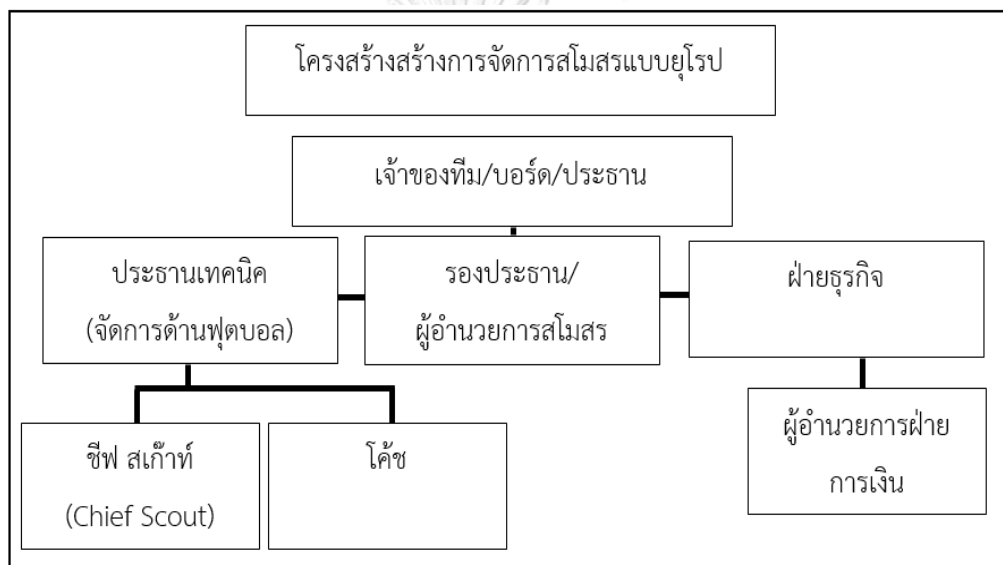 โครงสร้างสร้างการจัดการสโมสรแบบยุโรป
เจ้าของทีม/บอร์ด/ประธาน
ประธานเทคนิค
(จัดการด้านฟุตบอล)
รองประธาน/
ผู้อำนวยการสโมสร
ฝ่ายธุรกิจ
ชีฟ สเก๊าท์
(Chief Scout)
โค้ช
ผู้อำนวยการฝ่าย
การเงิน